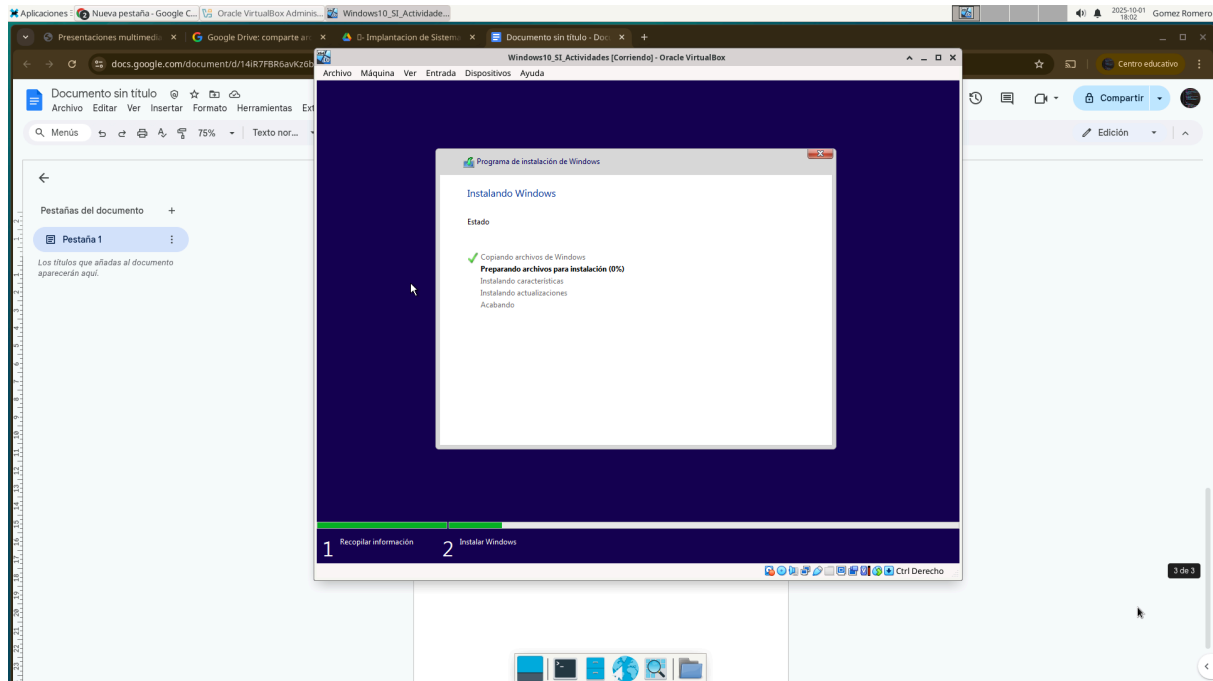 Aplicaciones
Nueva pestaña - Google C...
Oracle VirtualBox Adminis...
Windows10_SI_Actividade...
2025-10-01
18:02
Gomez Romero
Presentaciones multimedia
Google Drive: comparte arc
D- Implantacion de Sistema
Documento sin título - Doc
docs.google.com/document/d/14iR7FBR6avKz6b
Centro educativo
Windows10_SI_Actividades [Corriendo] - Oracle VirtualBox
Archivo Máquina Ver Entrada Dispositivos Ayuda
Documento sin título
Archivo Editar Ver Insertar Formato Herramientas Ext
Compartir
Menús
75%
Texto nor...
Edición
Pestañas del documento
Pestaña 1
Los títulos que añadas al documento
aparecerán aquí.
Programa de instalación de Windows
Instalando Windows
Estado
Copiando archivos de Windows
Preparando archivos para instalación (0%)
Instalando características
Instalando actualizaciones
Acabando
1 Recopilar información
2 Instalar Windows
Ctrl Derecho
3 de 3